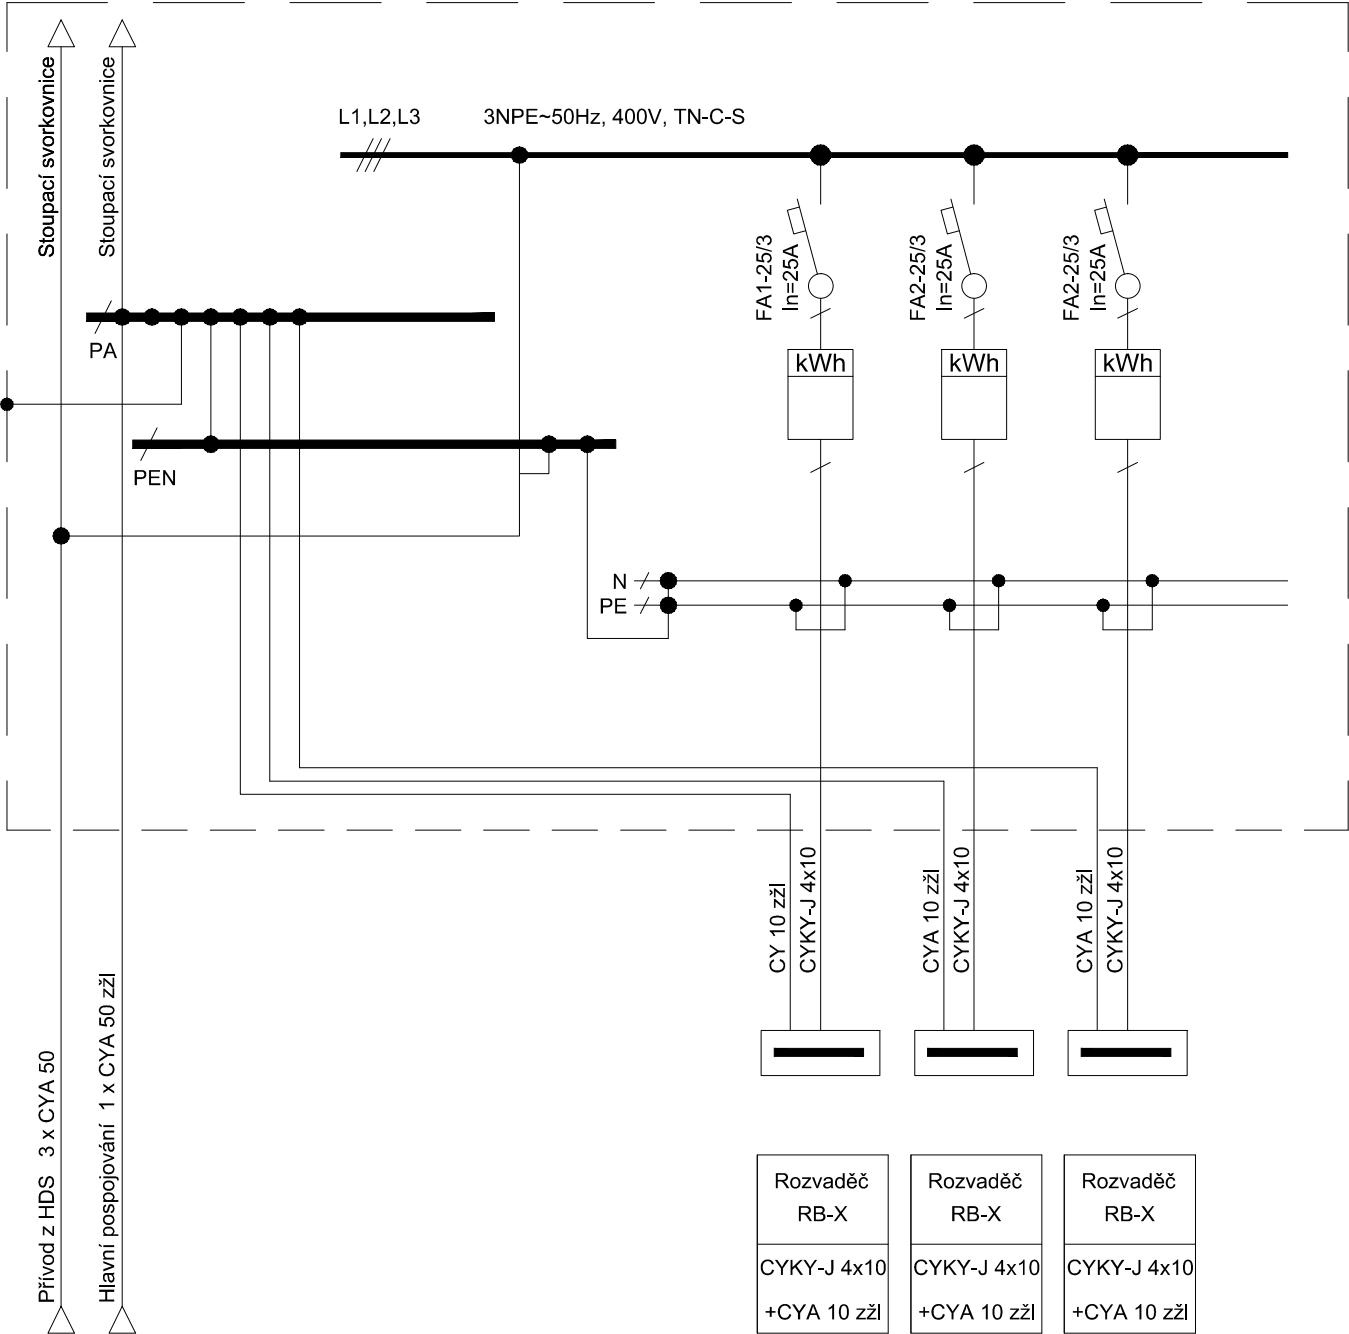 Stoupací svorkovnice
Stoupací svorkovnice
L1,L2,L3
3NPE~50Hz, 400V, TN-C-S
FA1-25/3
In=25A
FA2-25/3
In=25A
FA2-25/3
In=25A
PA
kWh
kWh
kWh
PEN
N
PE
CY 10 zžl
CYKY-J 4x10
CYA 10 zžl
CYKY-J 4x10
CYA 10 zžl
CYKY-J 4x10
Přívod z HDS 3 x CYA 50
Hlavní pospojování 1 x CYA 50 zžl
Rozvaděč
RB-X
CYKY-J 4x10
+CYA 10 zžl
Rozvaděč
RB-X
CYKY-J 4x10
+CYA 10 zžl
Rozvaděč
RB-X
CYKY-J 4x10
+CYA 10 zžl